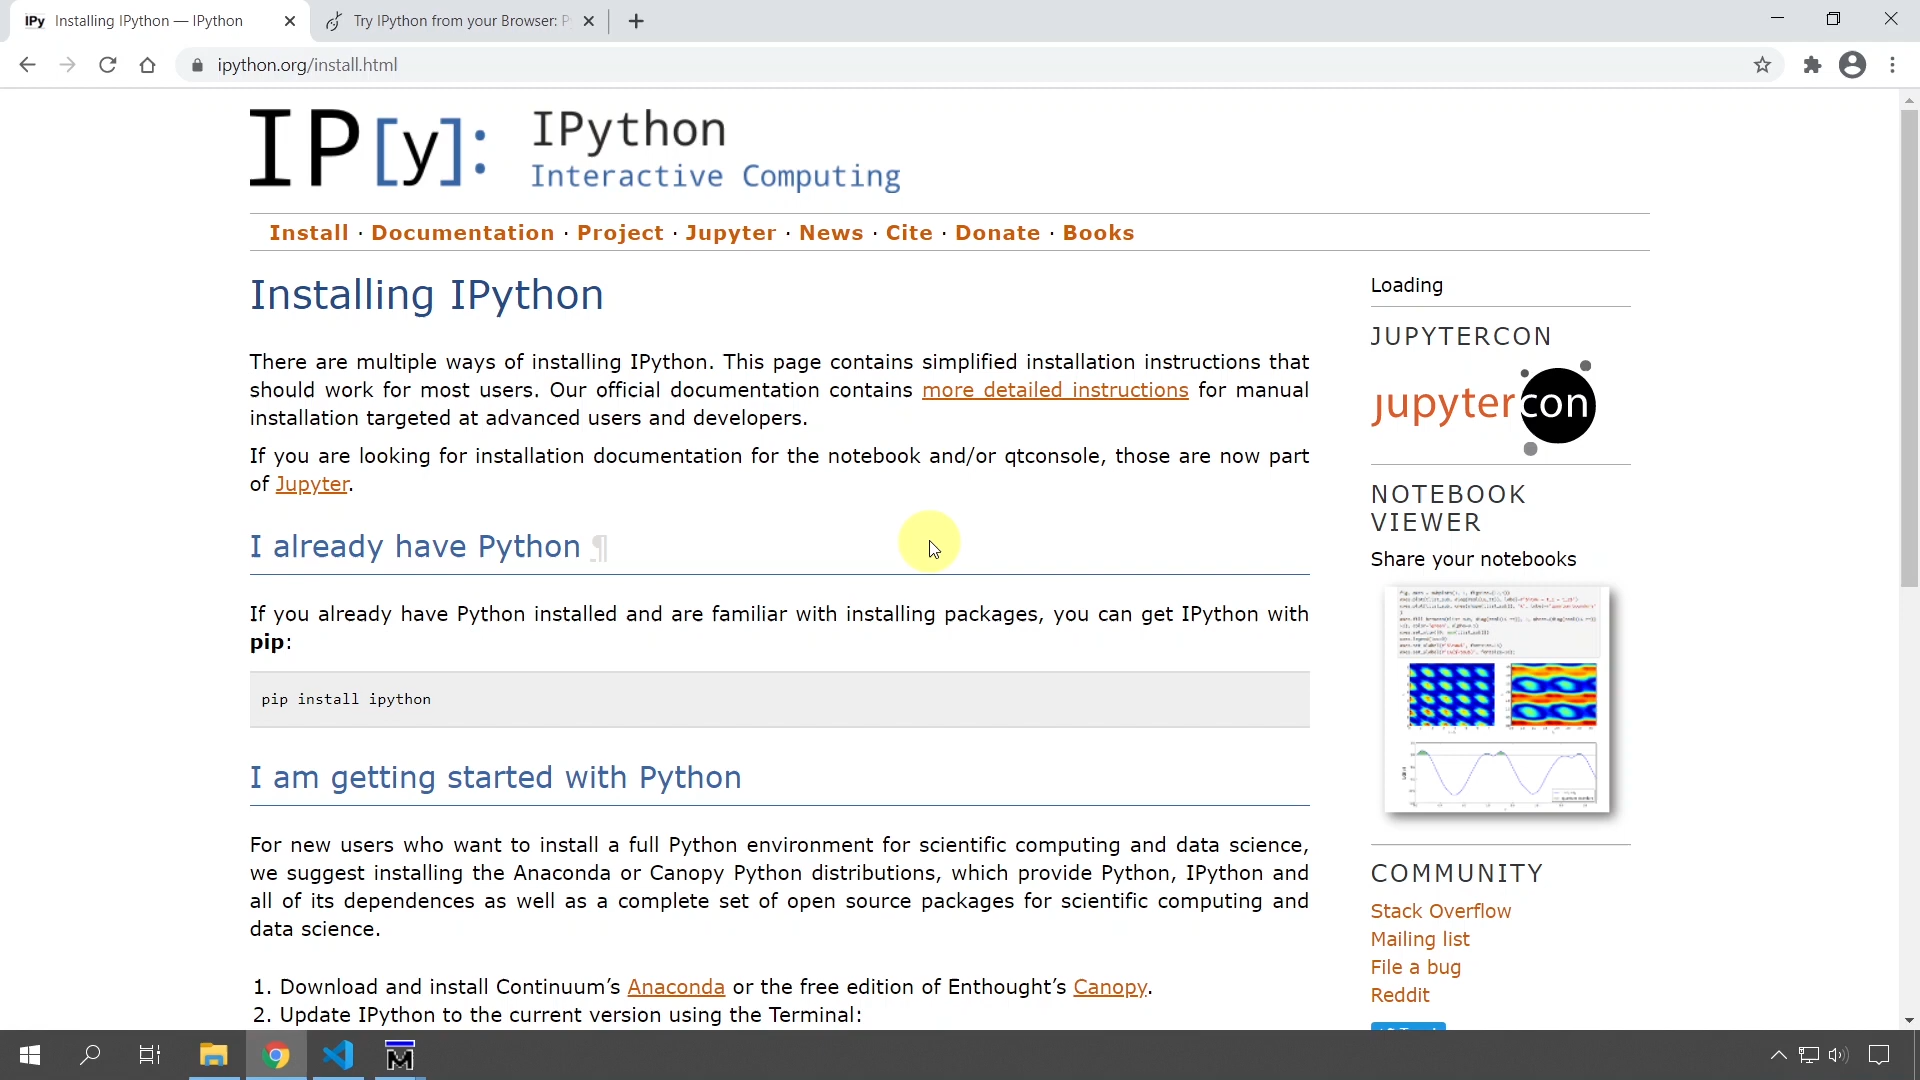 IPy Installing IPython — IPython
Try IPython from your Browser: P
ipython.org/install.html
IP[y]: IPython
Interactive Computing
Install · Documentation · Project · Jupyter · News · Cite · Donate · Books
Installing IPython
There are multiple ways of installing IPython. This page contains simplified installation instructions that
should work for most users. Our official documentation contains more detailed instructions for manual
installation targeted at advanced users and developers.
If you are looking for installation documentation for the notebook and/or qtconsole, those are now part
of Jupyter.
I already have Python ¶
If you already have Python installed and are familiar with installing packages, you can get IPython with
pip:
pip install ipython
I am getting started with Python
For new users who want to install a full Python environment for scientific computing and data science,
we suggest installing the Anaconda or Canopy Python distributions, which provide Python, IPython and
all of its dependences as well as a complete set of open source packages for scientific computing and
data science.
1. Download and install Continuum’s Anaconda or the free edition of Enthought’s Canopy.
2. Update IPython to the current version using the Terminal:
Loading
JUPYTERCON
jupytercon
NOTEBOOK
VIEWER
Share your notebooks
COMMUNITY
Stack Overflow
Mailing list
File a bug
Reddit